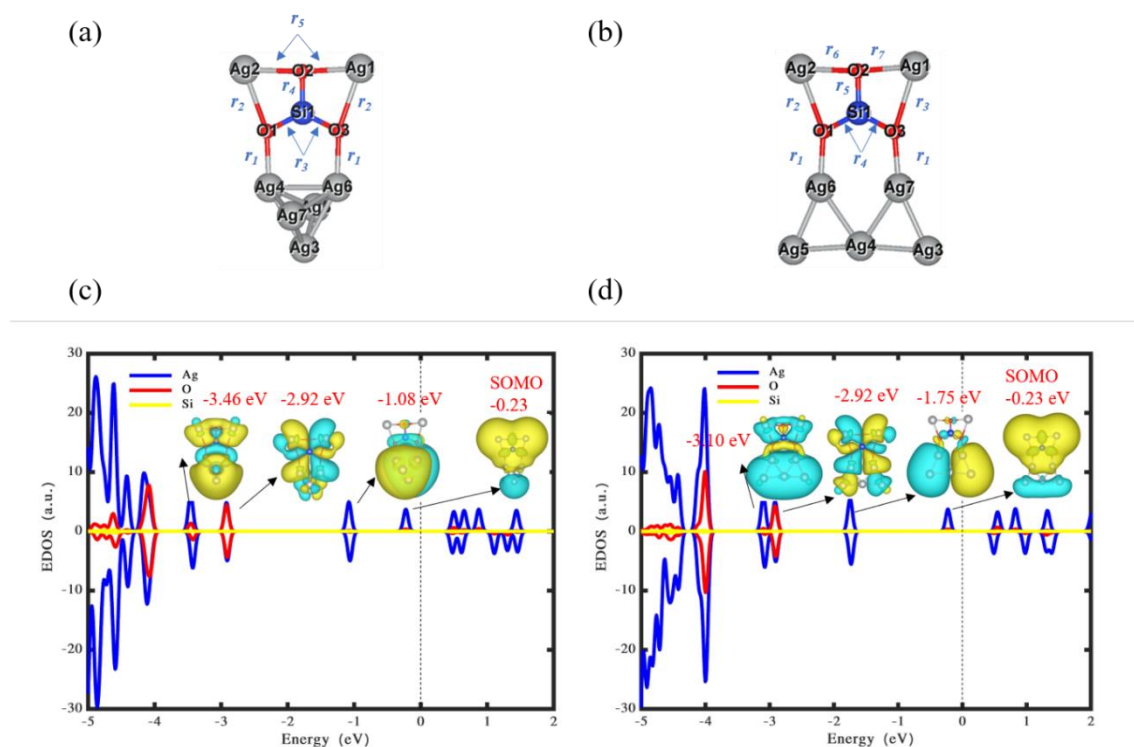 (a)
(b)
r5
Ag2 O2 Ag1
r4
r2 Si1 r2
O1 O3
r1 r3 r1
Ag4 Ag6
Ag7
Ag3
r6 r7
Ag2 O2 Ag1
r5
r2 Si1 r3
O1 O3
r1 r4 r1
Ag6 Ag7
Ag5 Ag4 Ag3
(c)
(d)
30
20
10
0
-10
-20
-30
EDOS (a.u.)
Ag
O
Si
-3.46 eV
-2.92 eV
-1.08 eV
SOMO
-0.23
-5 -4 -3 -2 -1 0 1 2
Energy (eV)
30
20
10
0
-10
-20
-30
EDOS (a.u.)
Ag
O
Si
-3.10 eV
-2.92 eV
-1.75 eV
SOMO
-0.23 eV
-5 -4 -3 -2 -1 0 1 2
Energy (eV)